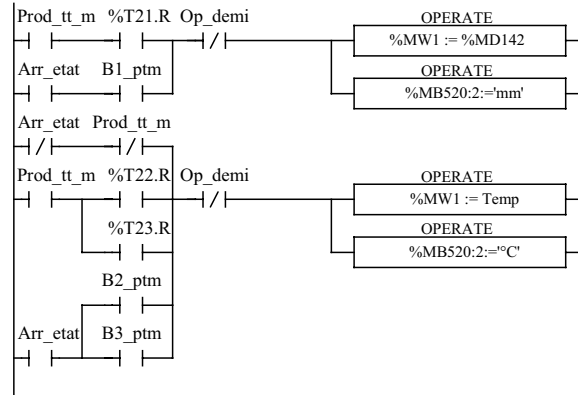 Prod_tt_m %T21.R Op_demi OPERATE
%MW1 := %MD142
Arr_etat B1_ptm OPERATE
%MB520:2:='mm'
Arr_etat Prod_tt_m
Prod_tt_m %T22.R Op_demi OPERATE
%MW1 := Temp
%T23.R OPERATE
%MB520:2:='°C'
B2_ptm
Arr_etat B3_ptm